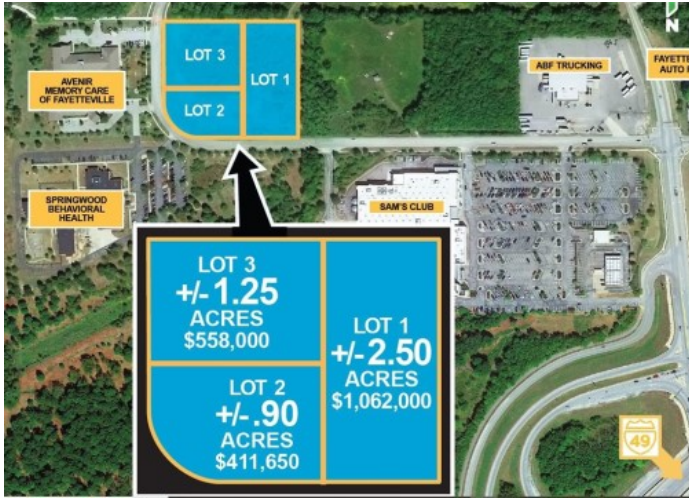 N
LOT 3
LOT 1
LOT 2
AVENIR
MEMORY CARE
OF FAYETTEVILLE
ABF TRUCKING
SPRINGWOOD
BEHAVIORAL
HEALTH
SAM'S CLUB
LOT 3
+/- 1.25
ACRES
$558,000
LOT 1
+/- 2.50
ACRES
$1,062,000
LOT 2
+/- .90
ACRES
$411,650
49